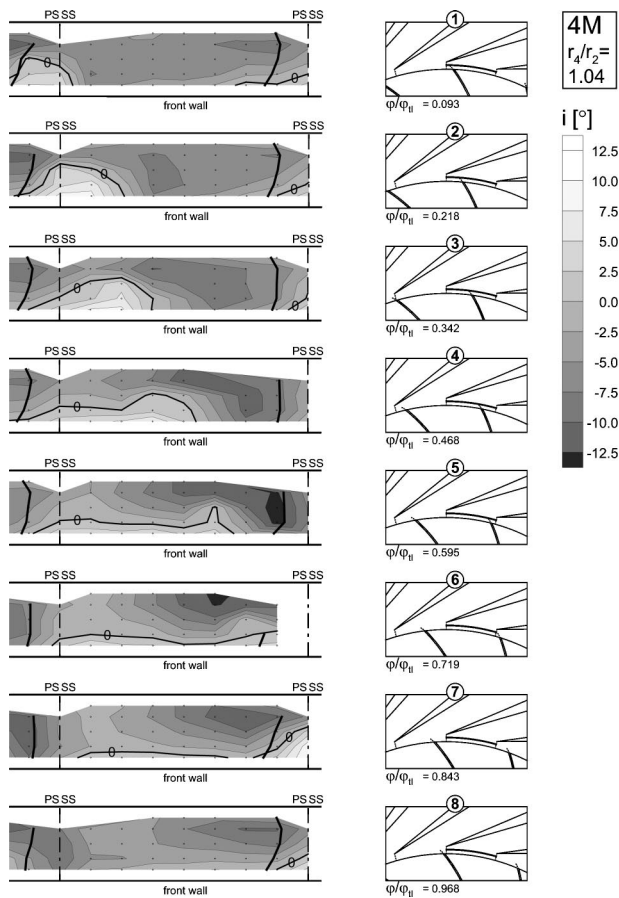 PS SS
PS SS
1
4M
r4/r2=
1.04
0
0
front wall
φ/φtl = 0.093
i [°]
12.5
10.0
7.5
5.0
2.5
0.0
-2.5
-5.0
-7.5
-10.0
-12.5
PS SS
PS SS
2
0
0
front wall
φ/φtl = 0.218
PS SS
PS SS
3
0
0
front wall
φ/φtl = 0.342
PS SS
PS SS
4
0
front wall
φ/φtl = 0.468
PS SS
PS SS
5
0
front wall
φ/φtl = 0.595
PS SS
PS SS
6
0
front wall
φ/φtl = 0.719
PS SS
PS SS
7
0
0
front wall
φ/φtl = 0.843
PS SS
PS SS
8
0
front wall
φ/φtl = 0.968